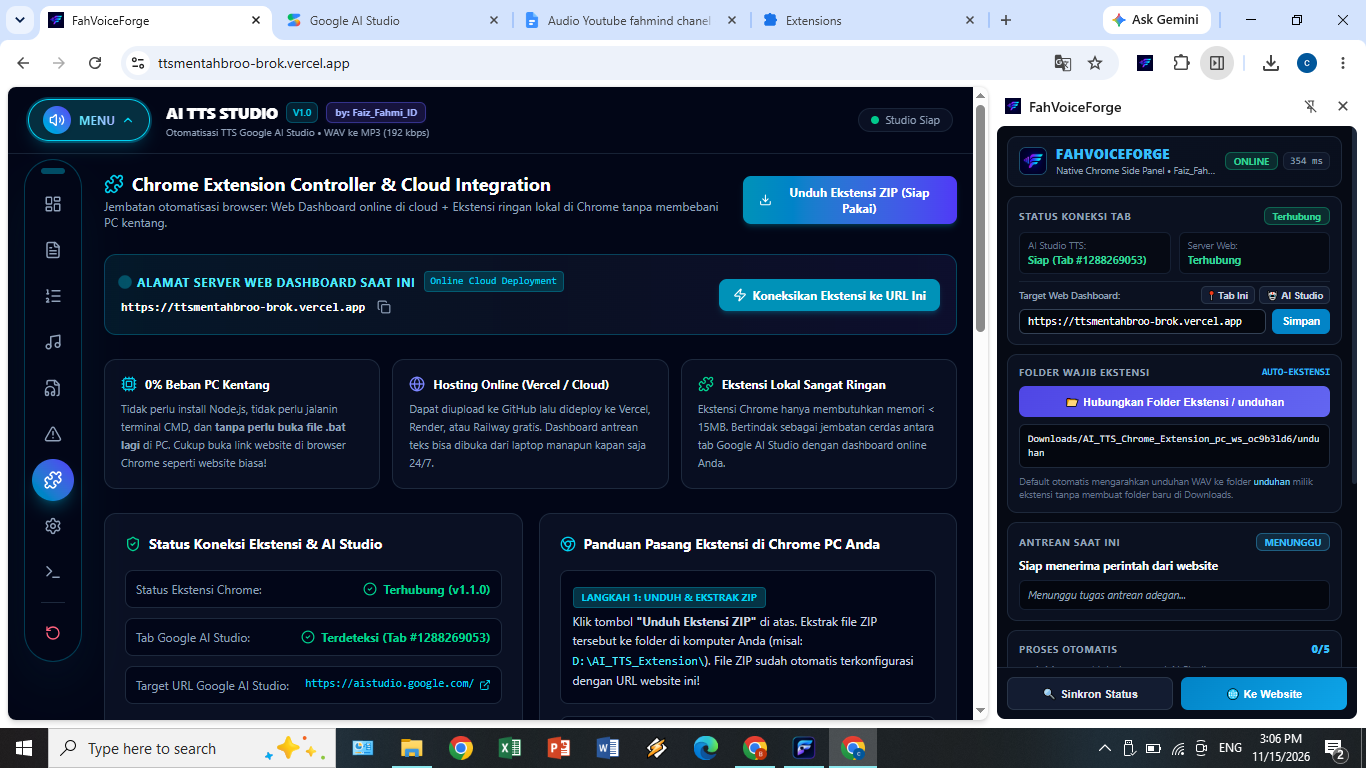 FahVoiceForge
Google AI Studio
Audio Youtube fahmind chanel
Extensions
Ask Gemini
ttsmentahbroo-brok.vercel.app
c
MENU
AI TTS STUDIO
V1.0
by: Faiz_Fahmi_ID
Otomatisasi TTS Google AI Studio • WAV ke MP3 (192 kbps)
Studio Siap
Chrome Extension Controller & Cloud Integration
Jembatan otomatisasi browser: Web Dashboard online di cloud + Ekstensi ringan lokal di Chrome tanpa membebani
PC kentang.
Unduh Ekstensi ZIP (Siap
Pakai)
ALAMAT SERVER WEB DASHBOARD SAAT INI
Online Cloud Deployment
https://ttsmentahbroo-brok.vercel.app
Koneksikan Ekstensi ke URL Ini
0% Beban PC Kentang
Tidak perlu install Node.js, tidak perlu jalanin
terminal CMD, dan tanpa perlu buka file .bat
lagi di PC. Cukup buka link website di browser
Chrome seperti website biasa!
Hosting Online (Vercel / Cloud)
Dapat diupload ke GitHub lalu dideploy ke Vercel,
Render, atau Railway gratis. Dashboard antrean
teks bisa dibuka dari laptop manapun kapan saja
24/7.
Ekstensi Lokal Sangat Ringan
Ekstensi Chrome hanya membutuhkan memori <
15MB. Bertindak sebagai jembatan cerdas antara
tab Google AI Studio dengan dashboard online
Anda.
Status Koneksi Ekstensi & AI Studio
Status Ekstensi Chrome:
Terhubung (v1.1.0)
Tab Google AI Studio:
Terdeteksi (Tab #1288269053)
Target URL Google AI Studio:
https://aistudio.google.com/
Panduan Pasang Ekstensi di Chrome PC Anda
LANGKAH 1: UNDUH & EKSTRAK ZIP
Klik tombol "Unduh Ekstensi ZIP" di atas. Ekstrak file ZIP
tersebut ke folder di komputer Anda (misal:
D:\AI_TTS_Extension\). File ZIP sudah otomatis terkonfigurasi
dengan URL website ini!
FahVoiceForge
FAHVOICEFORGE
Native Chrome Side Panel • Faiz_Fah...
ONLINE
354 ms
STATUS KONEKSI TAB
Terhubung
AI Studio TTS:
Siap (Tab #1288269053)
Server Web:
Terhubung
Target Web Dashboard:
Tab Ini
AI Studio
https://ttsmentahbroo-brok.vercel.app
Simpan
FOLDER WAJIB EKSTENSI
AUTO-EKSTENSI
Hubungkan Folder Ekstensi / unduhan
Downloads/AI_TTS_Chrome_Extension_pc_ws_oc9b3ld6/undu
han
Default otomatis mengarahkan unduhan WAV ke folder unduhan milik
ekstensi tanpa membuat folder baru di Downloads.
ANTREAN SAAT INI
MENUNGGU
Siap menerima perintah dari website
Menunggu tugas antrean adegan...
PROSES OTOMATIS
0/5
Sinkron Status
Ke Website
Type here to search
ENG
3:06 PM
11/15/2026
2